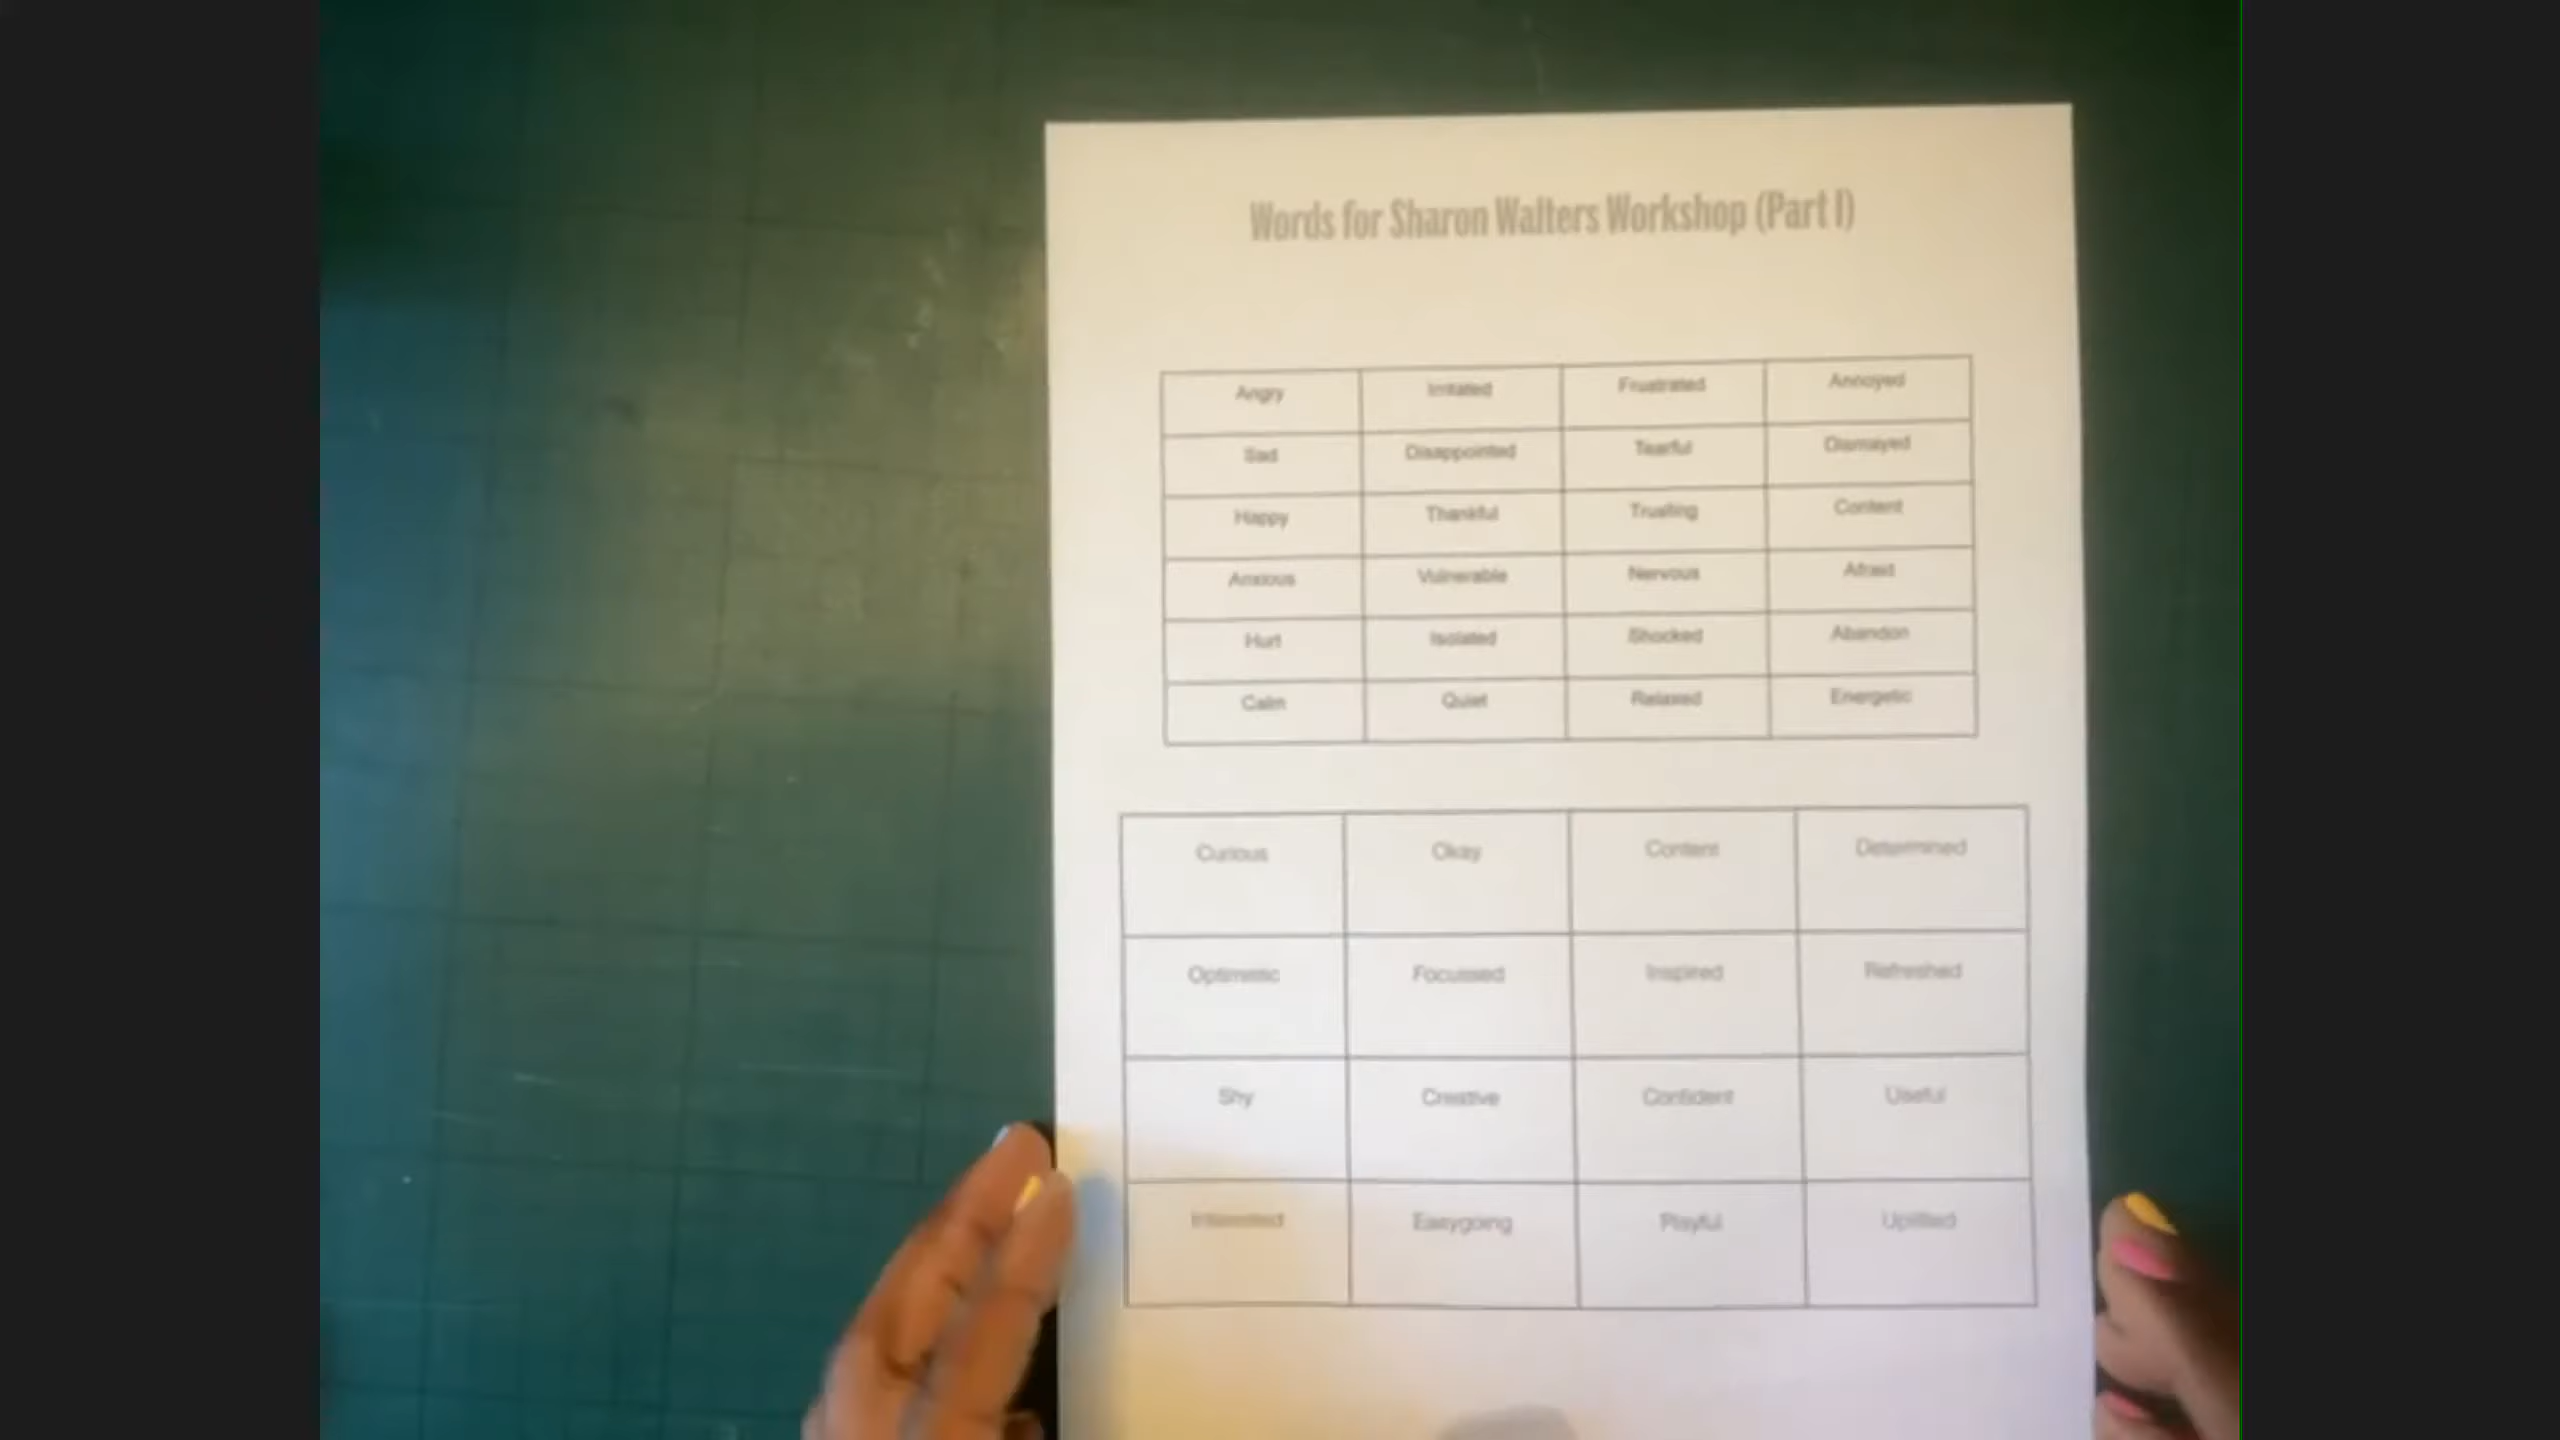 Words for Sharon Walters Workshop (Part I)
Angry Irritated Frustrated Annoyed
Sad Disappointed Tearful Dismayed
Happy Thankful Trusting Content
Anxious Vulnerable Nervous Afraid
Hurt Isolated Shocked Abandon
Calm Quiet Relaxed Energetic
Curious Okay Content Determined
Optimistic Focussed Inspired Refreshed
Shy Creative Confident Useful
Interested Easygoing Playful Uplifted